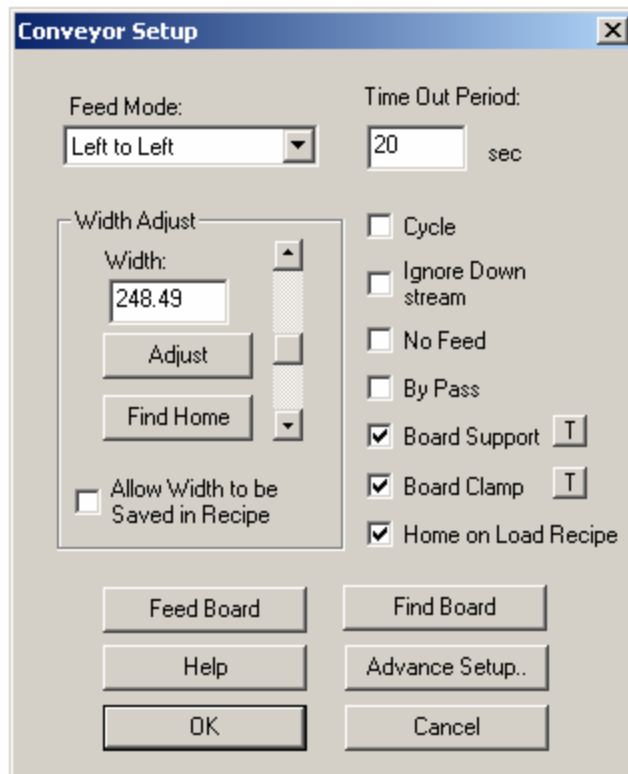 Conveyor Setup
Feed Mode:
Left to Left
Time Out Period:
20 sec
Width Adjust
Width:
248.49
Adjust
Find Home
Allow Width to be
Saved in Recipe
Cycle
Ignore Down
stream
No Feed
By Pass
Board Support T
Board Clamp T
Home on Load Recipe
Feed Board
Find Board
Help
Advance Setup..
OK
Cancel